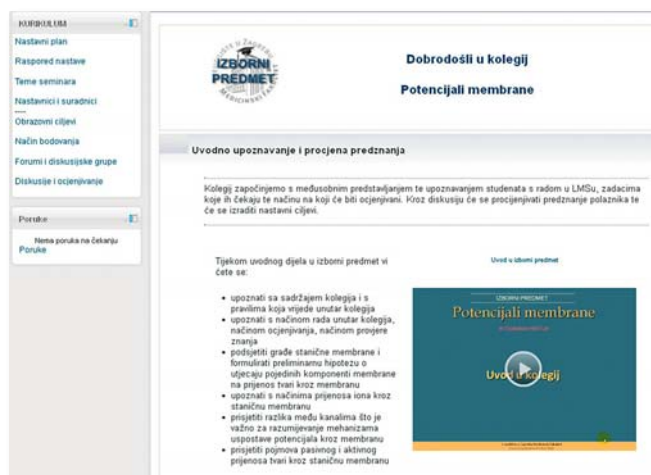 KURIKULUM
Nastavni plan
Raspored nastave
Teme seminara
Nastavnici i suradnici
----
Obrazovni ciljevi
Način bodovanja
Forumi i diskusijske grupe
Diskusije i ocjenjivanje
Poruke
Nema poruka na čekanju
Poruke
IZBORNI
PREDMET
Dobrodošli u kolegij
Potencijali membrane
Uvodno upoznavanje i procjena predznanja
Kolegij započinjemo s međusobnim predstavljanjem te upoznavanjem studenata s radom u LMSu, zadacima
koje ih čekaju te načinu na koji će biti ocjenjivani. Kroz diskusiju će se procijenjivati predznanje polaznika te
će se izraditi nastavni ciljevi.
Tijekom uvodnog dijela u izborni predmet vi
ćete se:
• upoznati sa sadržajem kolegija i s
pravilima koja vrijede unutar kolegija
• upoznati s načinom rada unutar kolegija,
načinom ocjenjivanja, načinom provjere
znanja
• podsjetiti građe stanične membrane i
formulirati preliminarnu hipotezu o
utjecaju pojedinih komponenti membrane
na prijenos tvari kroz membranu
• upoznati s načinima prijenosa iona kroz
staničnu membranu
• prisjetiti razlika među kanalima što je
važno za razumijevanje mehanizama
uspostave potencijala kroz membranu
• prisjetiti pojmova pasivnog i aktivnog
prijenosa tvari kroz staničnu membranu
Uvod u izborni predmet
IZBORNI PREDMET
Potencijali membrane
Uvod u kolegij